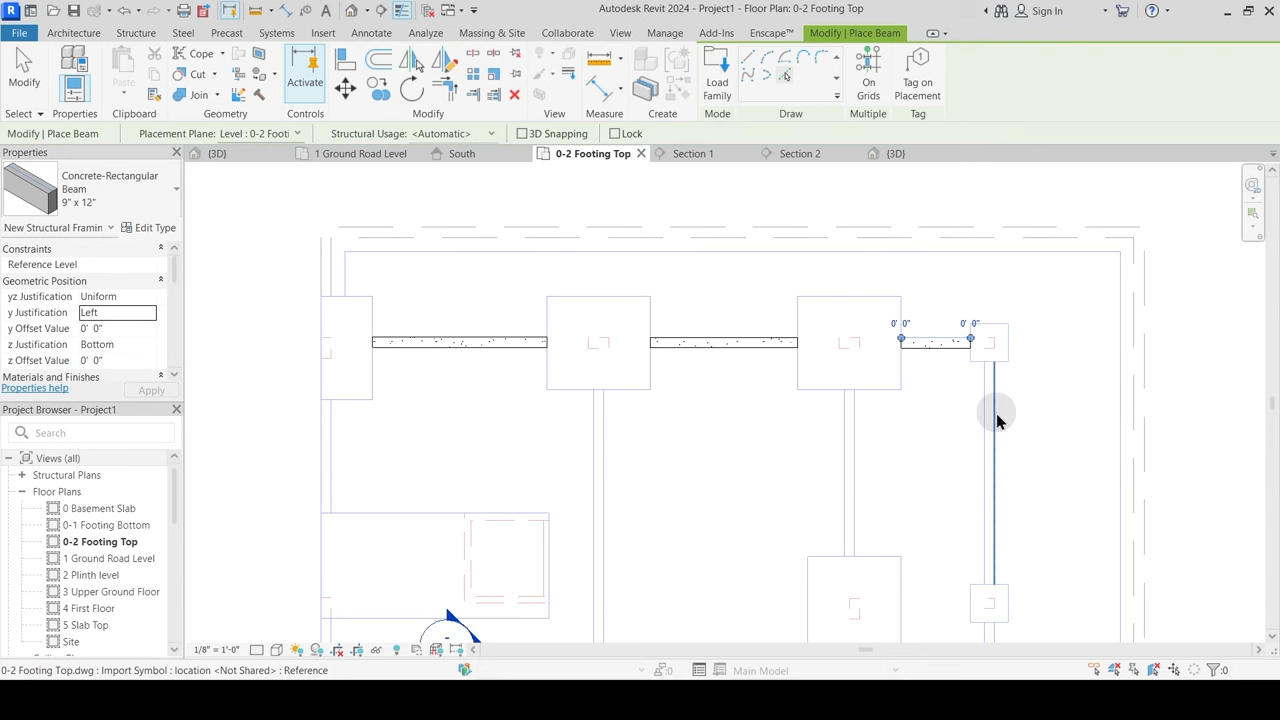 Autodesk Revit 2024 - Project1 - Floor Plan: 0-2 Footing Top
Sign In
File Architecture Structure Steel Precast Systems Insert Annotate Analyze Massing & Site Collaborate View Manage Add-Ins Enscape™ Modify | Place Beam
Modify
Paste
Cope
Cut
Join
Activate
Load
Family
On
Grids
Tag on
Placement
Select Properties Clipboard Geometry Controls Modify View Measure Create Mode Draw Multiple Tag
Modify | Place Beam Placement Plane: Level : 0-2 Footi Structural Usage: <Automatic> 3D Snapping Lock
Properties
{3D} 1 Ground Road Level South 0-2 Footing Top Section 1 Section 2 {3D}
Concrete-Rectangular
Beam
9" x 12"
New Structural Framin Edit Type
Constraints
Reference Level
Geometric Position
yz Justification Uniform
y Justification Left
y Offset Value 0' 0"
z Justification Bottom
z Offset Value 0' 0"
Materials and Finishes
Properties help Apply
Project Browser - Project1
Search
Views (all)
Structural Plans
Floor Plans
0 Basement Slab
0-1 Footing Bottom
0-2 Footing Top
1 Ground Road Level
2 Plinth level
3 Upper Ground Floor
4 First Floor
5 Slab Top
Site
0' 0" 0' 0"
1/8" = 1'-0"
0-2 Footing Top.dwg : Import Symbol : location <Not Shared> : Reference
:0 Main Model :0